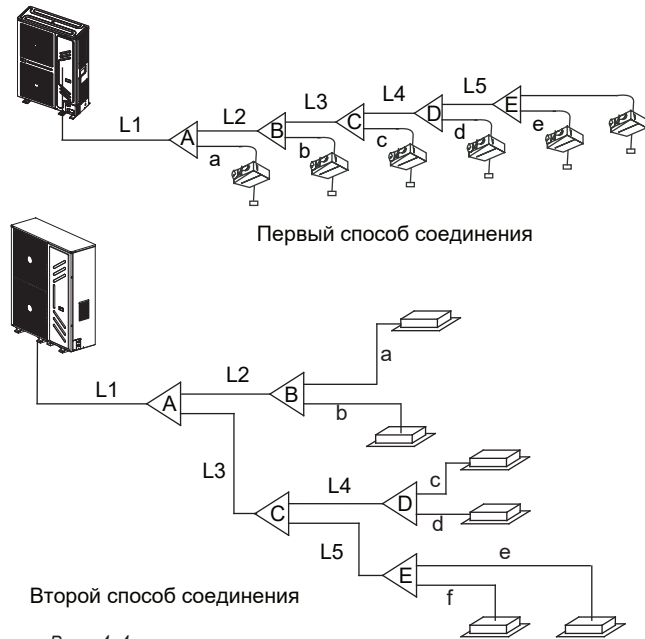 L1
A
L2
B
L3
C
L4
D
L5
E
a
b
c
d
e
Первый способ соединения
L1
A
L2
B
a
b
L3
C
L4
D
c
d
L5
E
e
f
Второй способ соединения